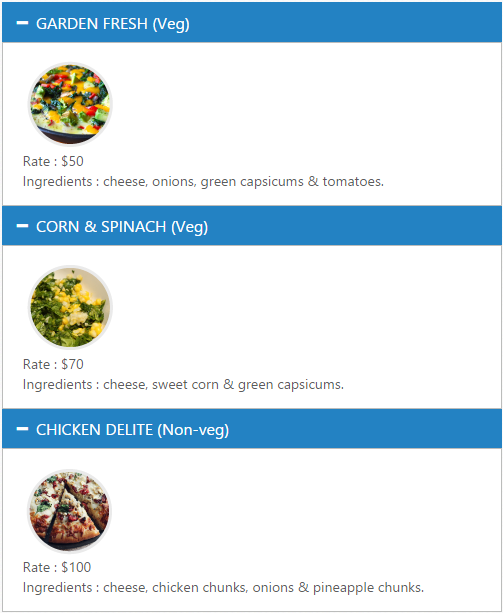 GARDEN FRESH (Veg)
Rate : $50
Ingredients : cheese, onions, green capsicums & tomatoes.
CORN & SPINACH (Veg)
Rate : $70
Ingredients : cheese, sweet corn & green capsicums.
CHICKEN DELITE (Non-veg)
Rate : $100
Ingredients : cheese, chicken chunks, onions & pineapple chunks.